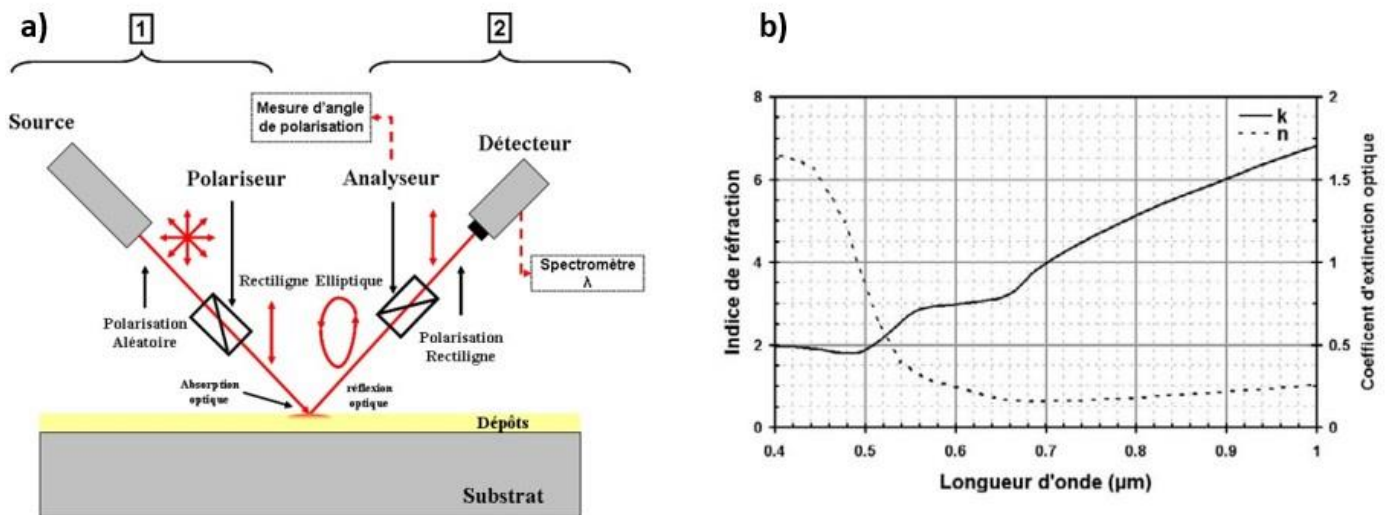 a)
1
2
Source
Mesure d'angle
de polarisation
Détecteur
Polariseur
Analyseur
Rectiligne
Elliptique
Spectromètre
λ
Polarisation
Aléatoire
Polarisation
Rectiligne
Absorption
optique
réflexion
optique
Dépôts
Substrat
b)
8
6
4
2
0
Indice de réfraction
k
n
2
1.5
1
0.5
0
Coefficent d'extinction optique
0.4
0.5
0.6
0.7
0.8
0.9
1
Longueur d'onde (µm)